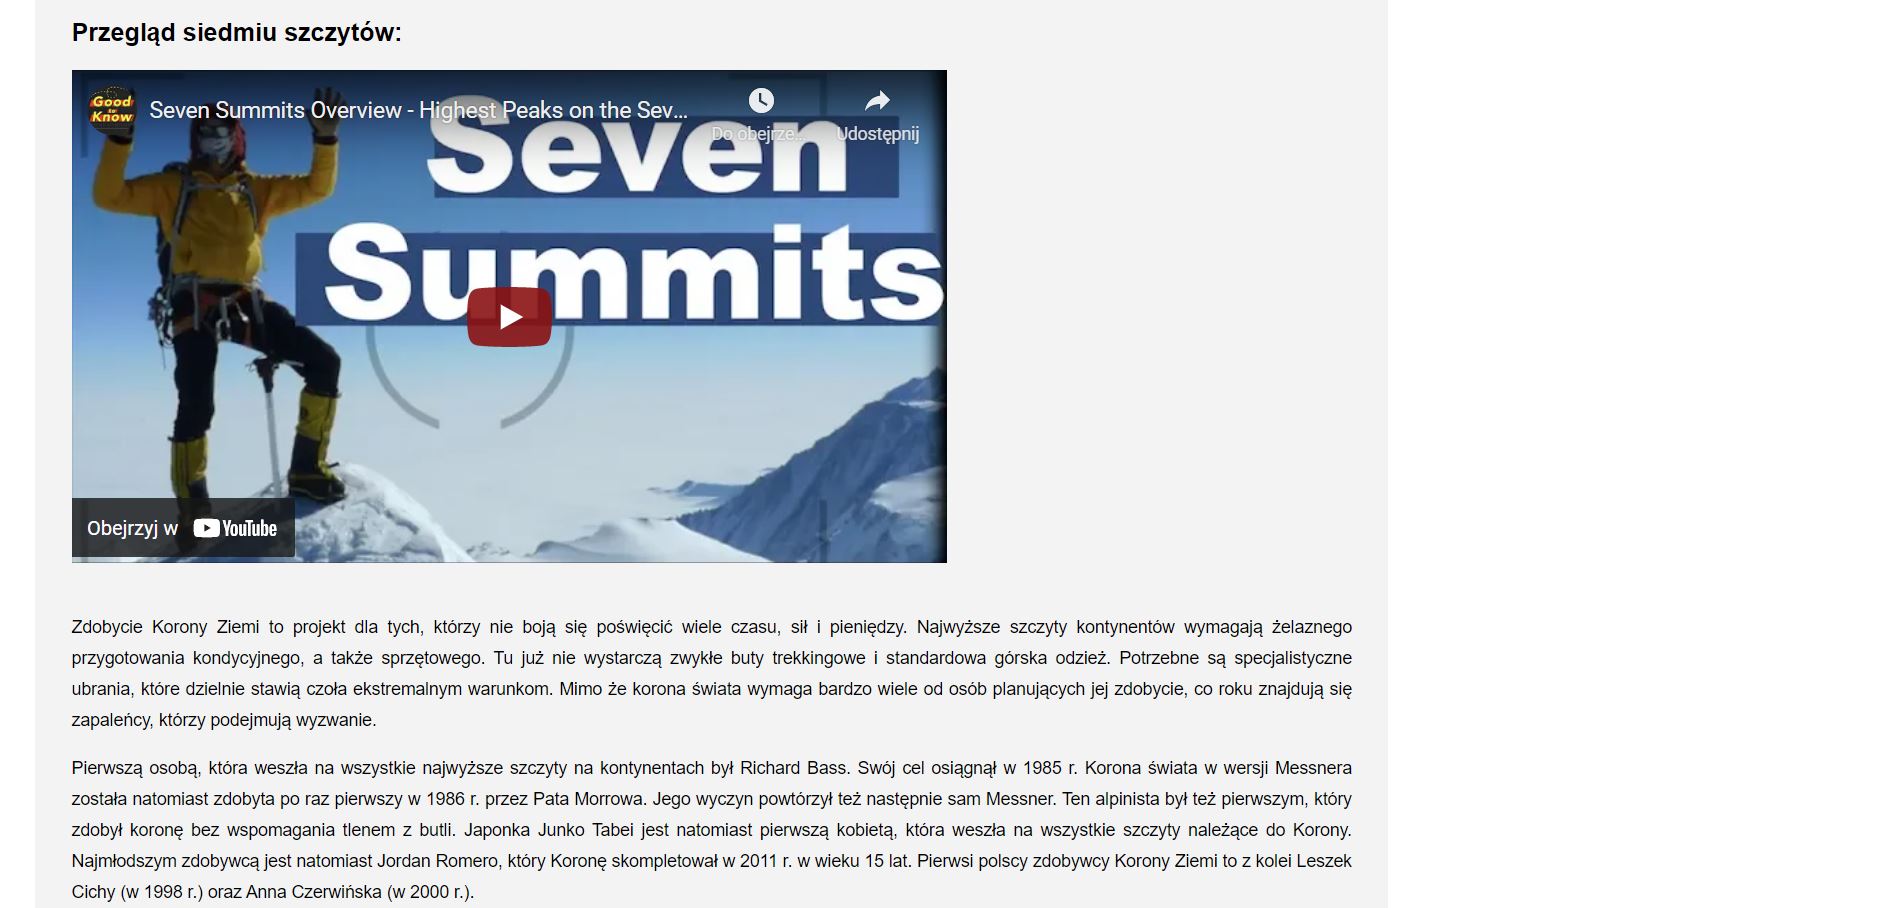 Przegląd siedmiu szczytów:
Good to Know
Seven Summits Overview - Highest Peaks on the Sev...
Do obejrze...
Udostępnij
Seven
Summits
Obejrzyj w YouTube
Zdobycie Korony Ziemi to projekt dla tych, którzy nie boją się poświęcić wiele czasu, sił i pieniędzy. Najwyższe szczyty kontynentów wymagają żelaznego
przygotowania kondycyjnego, a także sprzętowego. Tu już nie wystarczą zwykłe buty trekkingowe i standardowa górska odzież. Potrzebne są specjalistyczne
ubrania, które dzielnie stawią czoła ekstremalnym warunkom. Mimo że korona świata wymaga bardzo wiele od osób planujących jej zdobycie, co roku znajdują się
zapaleńcy, którzy podejmują wyzwanie.
Pierwszą osobą, która weszła na wszystkie najwyższe szczyty na kontynentach był Richard Bass. Swój cel osiągnął w 1985 r. Korona świata w wersji Messnera
została natomiast zdobyta po raz pierwszy w 1986 r. przez Pata Morrowa. Jego wyczyn powtórzył też następnie sam Messner. Ten alpinista był też pierwszym, który
zdobył koronę bez wspomagania tlenem z butli. Japonka Junko Tabei jest natomiast pierwszą kobietą, która weszła na wszystkie szczyty należące do Korony.
Najmłodszym zdobywcą jest natomiast Jordan Romero, który Koronę skompletował w 2011 r. w wieku 15 lat. Pierwsi polscy zdobywcy Korony Ziemi to z kolei Leszek
Cichy (w 1998 r.) oraz Anna Czerwińska (w 2000 r.).